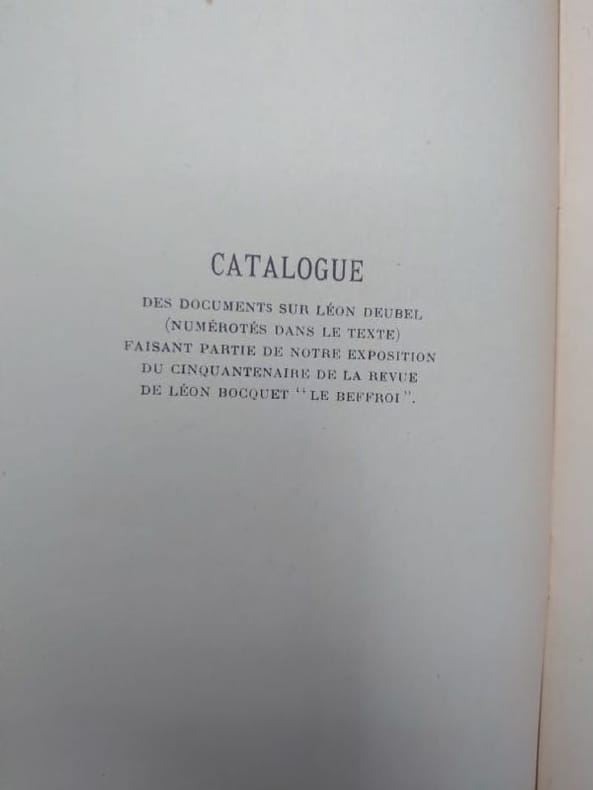 CATALOGUE
DES DOCUMENTS SUR LÉON DEUBEL
(NUMÉROTÉS DANS LE TEXTE)
FAISANT PARTIE DE NOTRE EXPOSITION
DU CINQUANTENAIRE DE LA REVUE
DE LÉON BOCQUET "LE BEFFROI".